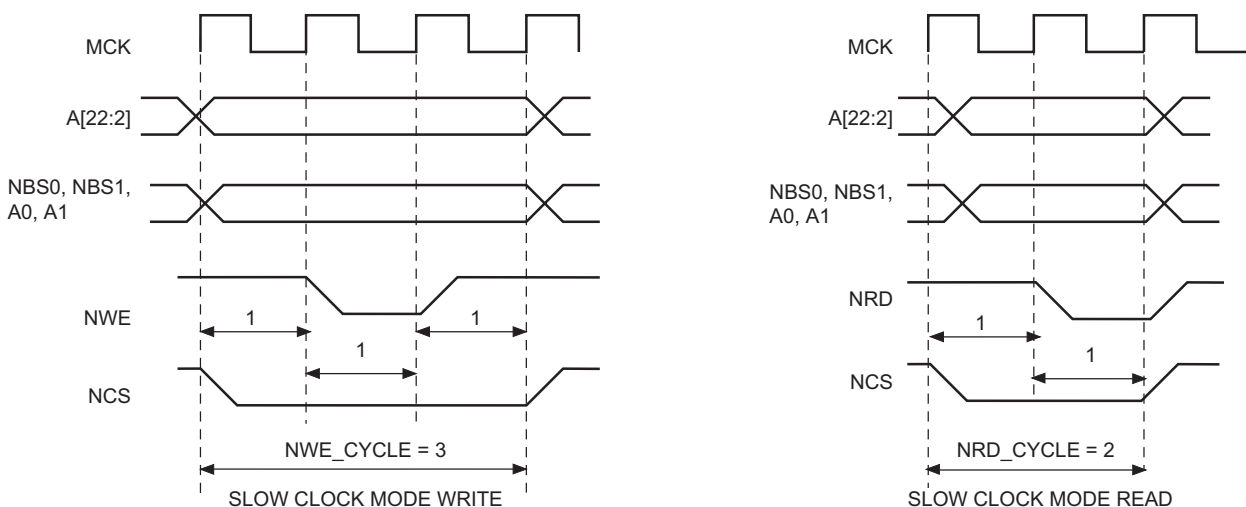 MCK
A[22:2]
NBS0, NBS1,
A0, A1
NWE
1
1
1
NCS
NWE_CYCLE = 3
SLOW CLOCK MODE WRITE
MCK
A[22:2]
NBS0, NBS1,
A0, A1
NRD
1
1
NCS
NRD_CYCLE = 2
SLOW CLOCK MODE READ